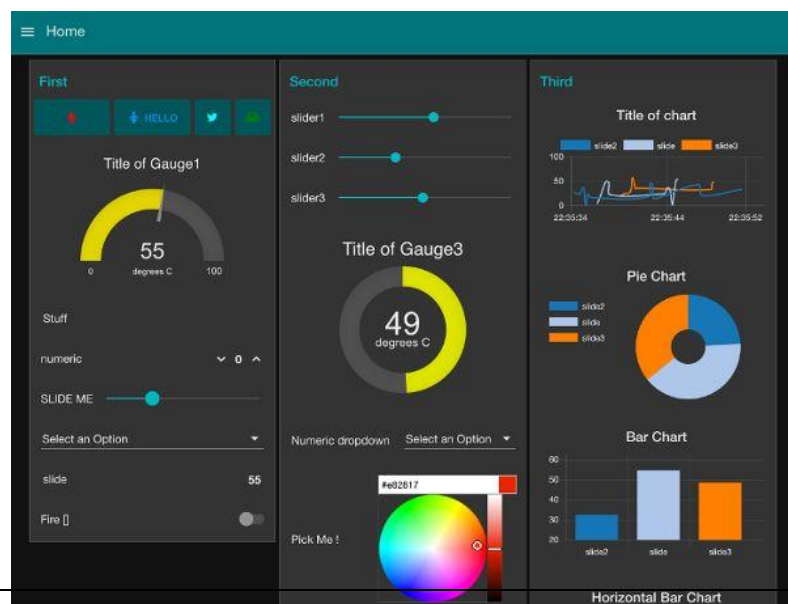 Home
First
HELLO
Title of Gauge1
55
degrees C
0
100
Stuff
numeric
0
SLIDE ME
Select an Option
slide
55
Fire []
Second
slider1
slider2
slider3
Title of Gauge3
49
degrees C
Numeric dropdown Select an Option
#e82817
Pick Me !
Third
Title of chart
slide2 slide slide3
100
50
0
22:35:34 22:35:44 22:35:52
Pie Chart
slide2
slide
slide3
Bar Chart
60
50
40
30
20
slide2 slide slide3
Horizontal Bar Chart